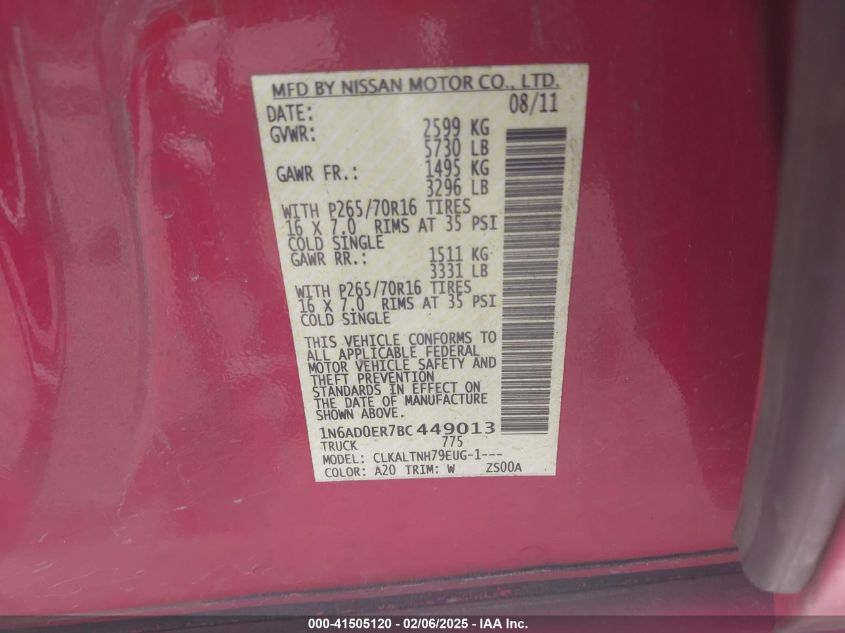 MFD BY NISSAN MOTOR CO., LTD.
DATE: 08/11
GVWR: 2599 KG
5730 LB
GAWR FR.: 1495 KG
3296 LB
WITH P265/70R16 TIRES
16 X 7.0 RIMS AT 35 PSI
COLD SINGLE
GAWR RR.: 1511 KG
3331 LB
WITH P265/70R16 TIRES
16 X 7.0 RIMS AT 35 PSI
COLD SINGLE
THIS VEHICLE CONFORMS TO
ALL APPLICABLE FEDERAL
MOTOR VEHICLE SAFETY AND
THEFT PREVENTION
STANDARDS IN EFFECT ON
THE DATE OF MANUFACTURE
SHOWN ABOVE.
1N6AD0ER7BC449013
TRUCK 775
MODEL: CLKALTNH79EUG-1---
COLOR: A20 TRIM: W ZS00A
000-41505120 - 02/06/2025 - IAA Inc.